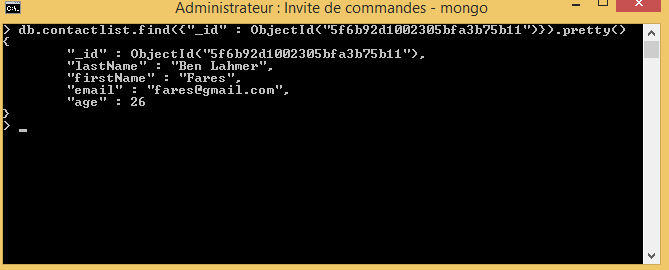 Administrateur : Invite de commandes - mongo
> db.contactlist.find({"_id" : ObjectId("5f6b92d1002305bfa3b75b11")}).pretty()
{
"_id" : ObjectId("5f6b92d1002305bfa3b75b11"),
"lastName" : "Ben Lahmer",
"firstName" : "Fares",
"email" : "fares@gmail.com",
"age" : 26
}
> _